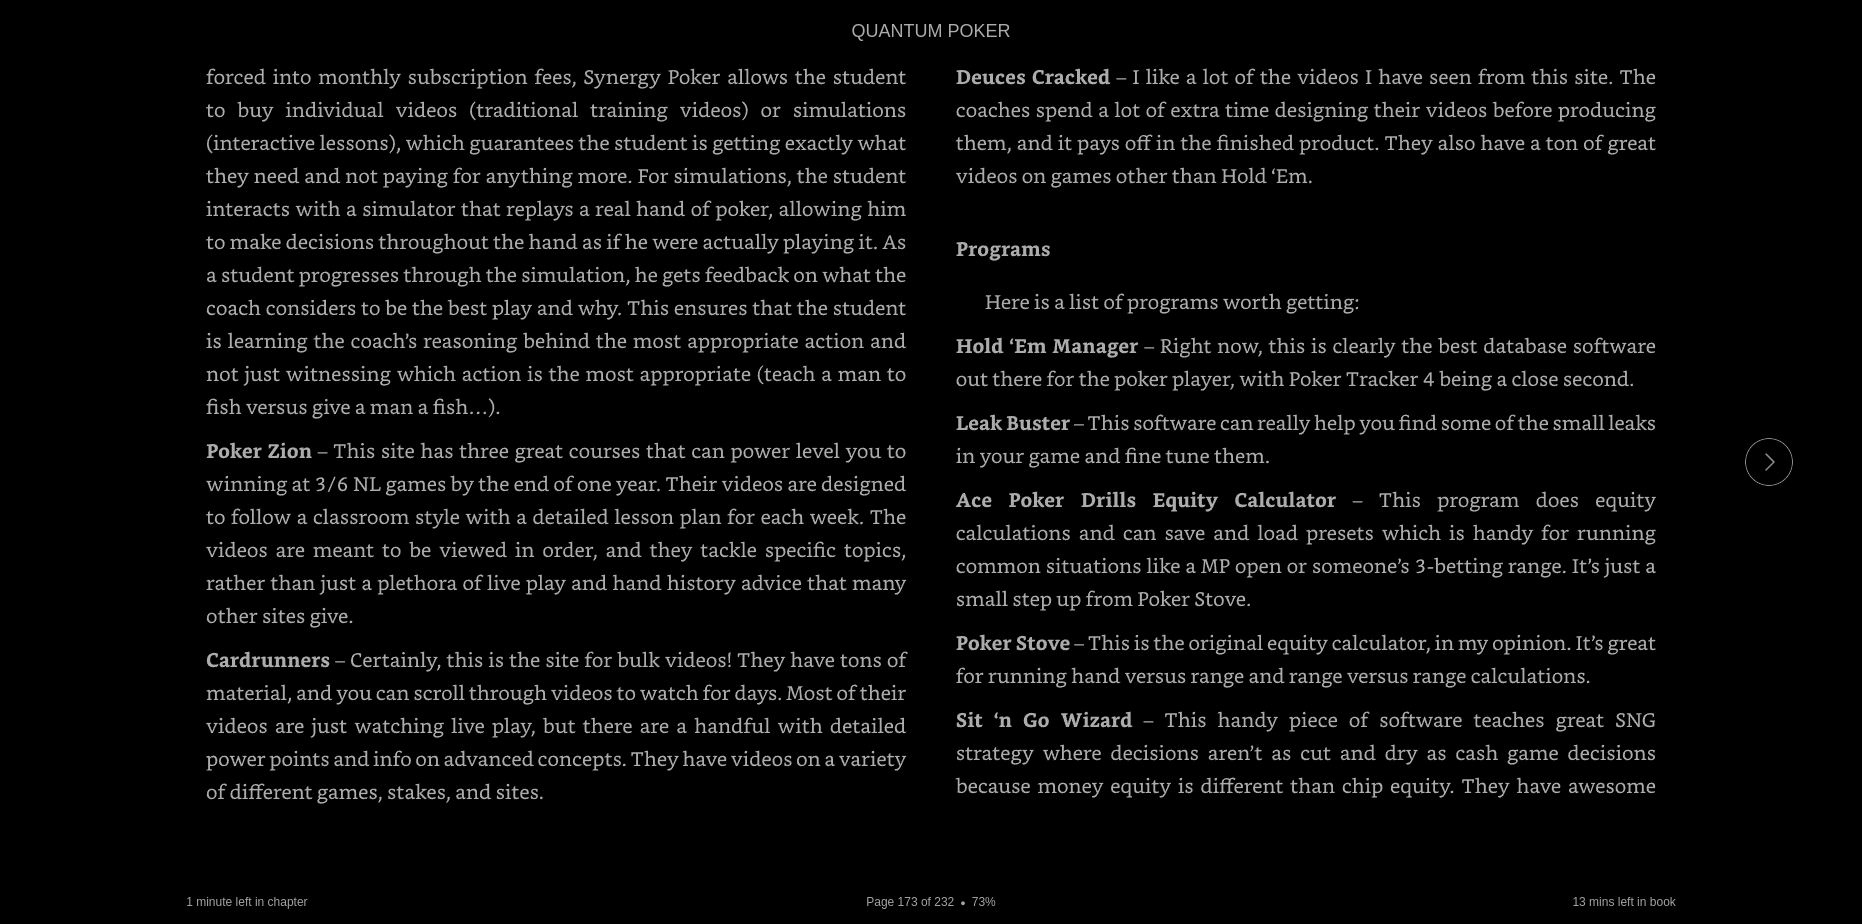 QUANTUM POKER
forced into monthly subscription fees, Synergy Poker allows the student
to buy individual videos (traditional training videos) or simulations
(interactive lessons), which guarantees the student is getting exactly what
they need and not paying for anything more. For simulations, the student
interacts with a simulator that replays a real hand of poker, allowing him
to make decisions throughout the hand as if he were actually playing it. As
a student progresses through the simulation, he gets feedback on what the
coach considers to be the best play and why. This ensures that the student
is learning the coach’s reasoning behind the most appropriate action and
not just witnessing which action is the most appropriate (teach a man to
fish versus give a man a fish…).
Poker Zion – This site has three great courses that can power level you to
winning at 3/6 NL games by the end of one year. Their videos are designed
to follow a classroom style with a detailed lesson plan for each week. The
videos are meant to be viewed in order, and they tackle specific topics,
rather than just a plethora of live play and hand history advice that many
other sites give.
Cardrunners – Certainly, this is the site for bulk videos! They have tons of
material, and you can scroll through videos to watch for days. Most of their
videos are just watching live play, but there are a handful with detailed
power points and info on advanced concepts. They have videos on a variety
of different games, stakes, and sites.
Deuces Cracked – I like a lot of the videos I have seen from this site. The
coaches spend a lot of extra time designing their videos before producing
them, and it pays off in the finished product. They also have a ton of great
videos on games other than Hold ‘Em.
Programs
Here is a list of programs worth getting:
Hold ‘Em Manager – Right now, this is clearly the best database software
out there for the poker player, with Poker Tracker 4 being a close second.
Leak Buster – This software can really help you find some of the small leaks
in your game and fine tune them.
Ace Poker Drills Equity Calculator – This program does equity
calculations and can save and load presets which is handy for running
common situations like a MP open or someone’s 3-betting range. It’s just a
small step up from Poker Stove.
Poker Stove – This is the original equity calculator, in my opinion. It’s great
for running hand versus range and range versus range calculations.
Sit ‘n Go Wizard – This handy piece of software teaches great SNG
strategy where decisions aren’t as cut and dry as cash game decisions
because money equity is different than chip equity. They have awesome
1 minute left in chapter
Page 173 of 232 • 73%
13 mins left in book